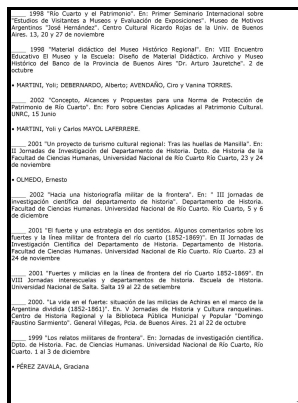 ______ 1998 "Río Cuarto y el Patrimonio". En: Primer Seminario Internacional sobre
"Estudios de Visitantes a Museos y Evaluación de Exposiciones". Museo de Motivos
Argentinos "José Hernández". Centro Cultural Ricardo Rojas de la Univ. de Buenos
Aires. 13, 20 y 27 de noviembre
______ 1998 "Material didáctico del Museo Histórico Regional". En: VIII Encuentro
Educativo El Museo y la Escuela: Diseño de Material Didáctico. Archivo y Museo
Histórico del Banco de la Provincia de Buenos Aires "Dr. Arturo Jauretche". 2 de
octubre
• MARTINI, Yoli; DEBERNARDO, Alberto; AVENDAÑO, Ciro y Vanina TORRES.
______ 2002 "Concepto, Alcances y Propuestas para una Norma de Protección de
Patrimonio de Río Cuarto". En: Foro sobre Ciencias Aplicadas al Patrimonio Cultural.
UNRC, 15 Junio
• MARTINI, Yoli y Carlos MAYOL LAFERRERE.
______ 2001 "Un proyecto de turismo cultural regional: Tras las huellas de Mansilla". En:
II Jornadas de Investigación del Departamento de Historia. Dpto. de Historia de la
Facultad de Ciencias Humanas, Universidad Nacional de Río Cuarto Río Cuarto, 23 y 24
de noviembre
• OLMEDO, Ernesto
______ 2002 "Hacia una historiografía militar de la frontera". En: " III jornadas de
investigación científica del departamento de historia". Departamento de Historia.
Facultad de Ciencias Humanas. Universidad Nacional de Río Cuarto. Río Cuarto, 5 y 6
de diciembre
______ 2001 "El fuerte y una estrategia en dos sentidos. Algunos comentarios sobre los
fuertes y la línea militar de frontera del río cuarto (1852-1869)". En II Jornadas de
Investigación Científica del Departamento de Historia. Departamento de Historia.
Facultad de Ciencias Humanas. Universidad Nacional de Río Cuarto. Río Cuarto. 23 al
24 de noviembre
______ 2001 "Fuertes y milicias en la línea de frontera del río Cuarto 1852-1869". En
VIII Jornadas interescuelas y departamentos de historia. Escuela de Historia.
Universidad Nacional de Salta. Salta 19 al 22 de setiembre
______ 2000. "La vida en el fuerte: situación de las milicias de Achiras en el marco de la
Argentina dividida (1852-1861)". En. V Jornadas de Historia y Cultura ranquelinas.
Centro de Historia Regional y la Biblioteca Pública Municipal y Popular "Domingo
Faustino Sarmiento". General Villegas, Pcia. de Buenos Aires. 21 al 22 de octubre
______ 1999 "Los relatos militares de frontera". En: Jornadas de investigación científica.
Dpto. de Historia. Fac. de Ciencias Humanas. Universidad Nacional de Río Cuarto, Río
Cuarto. 1 al 3 de diciembre
• PÉREZ ZAVALA, Graciana